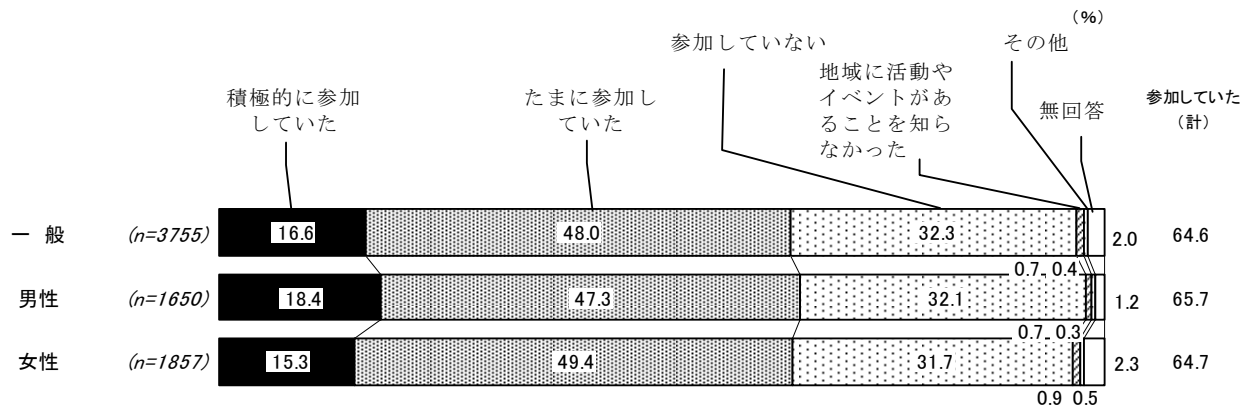 (%)
参加していない
その他
積極的に参加
していた
たまに参加し
ていた
地域に活動や
イベントがあ
ることを知ら
なかった
無回答
参加していた
(計)
一 般 (n=3755) 16.6 48.0 32.3 2.0 64.6
0.7 0.4
男性 (n=1650) 18.4 47.3 32.1 1.2 65.7
0.7 0.3
女性 (n=1857) 15.3 49.4 31.7 2.3 64.7
0.9 0.5